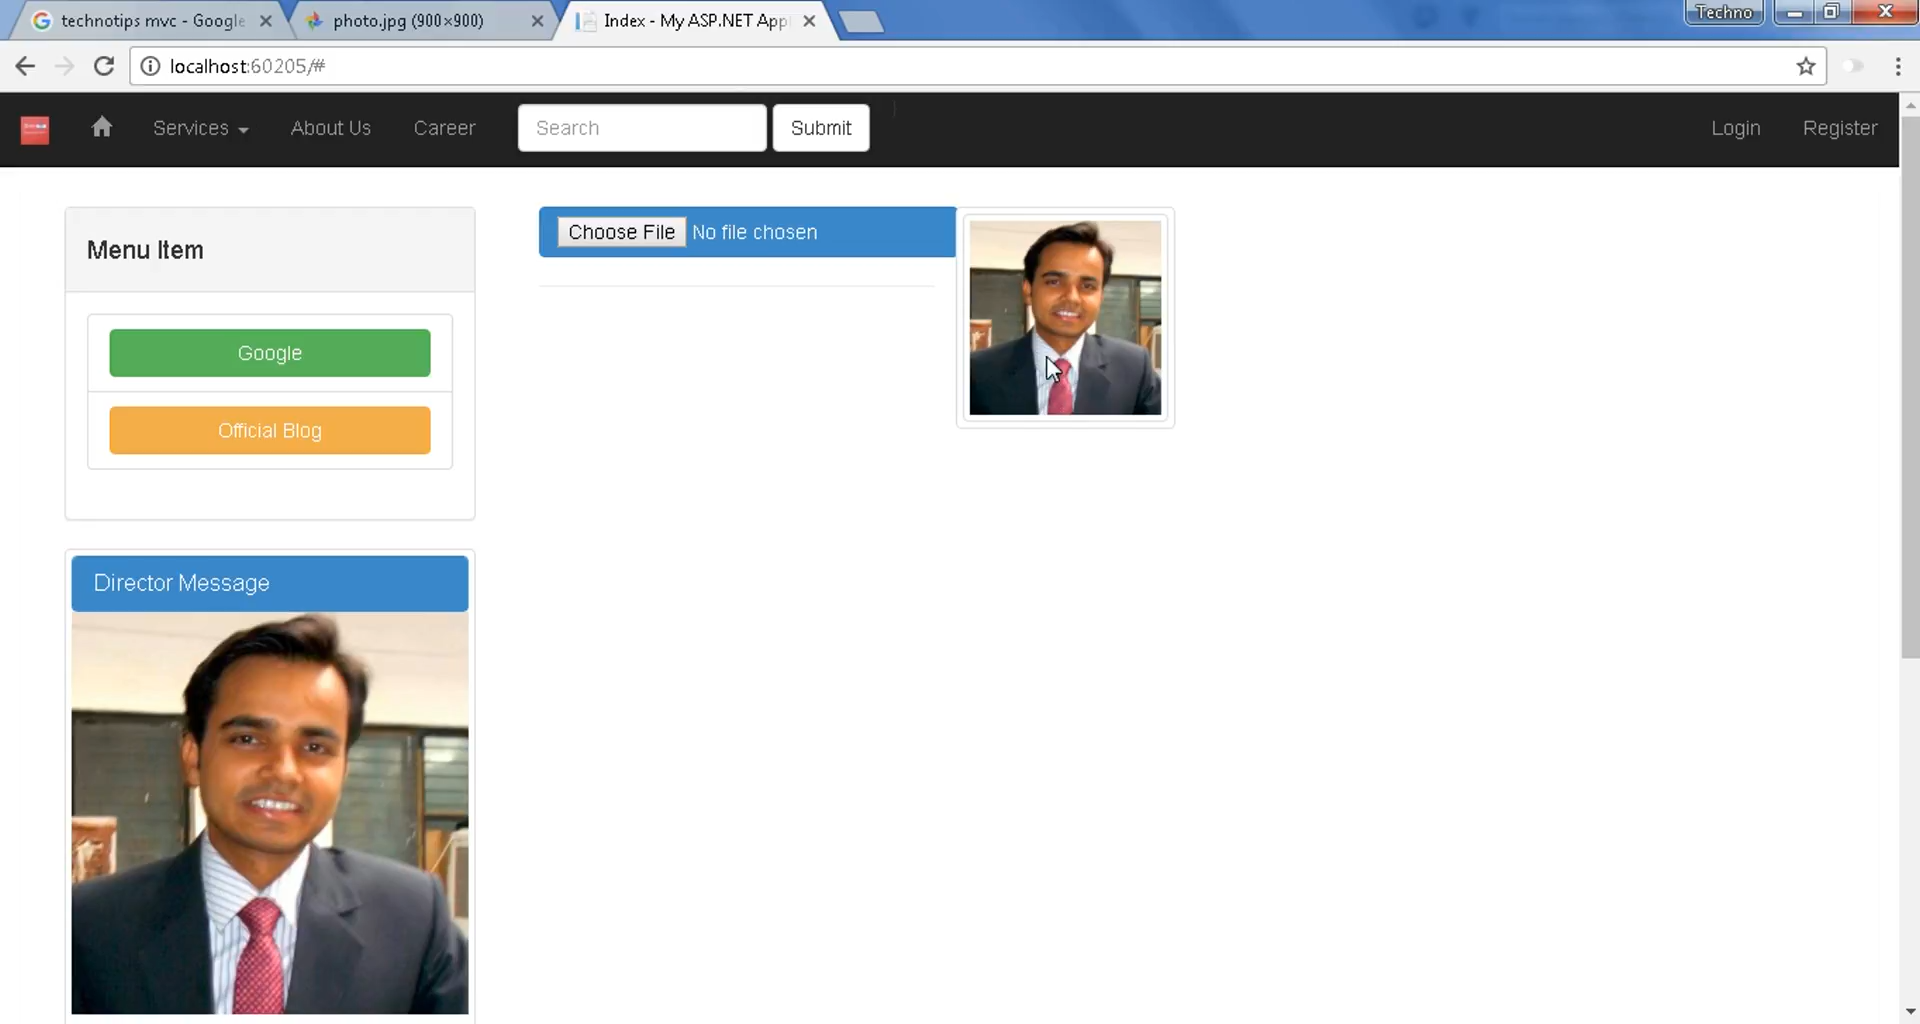 technotips mvc - Google
photo.jpg (900×900)
Index - My ASP.NET App
Techno
localhost:60205/#
Services
About Us
Career
Search
Submit
Login
Register
Menu Item
Google
Official Blog
Choose File No file chosen
Director Message